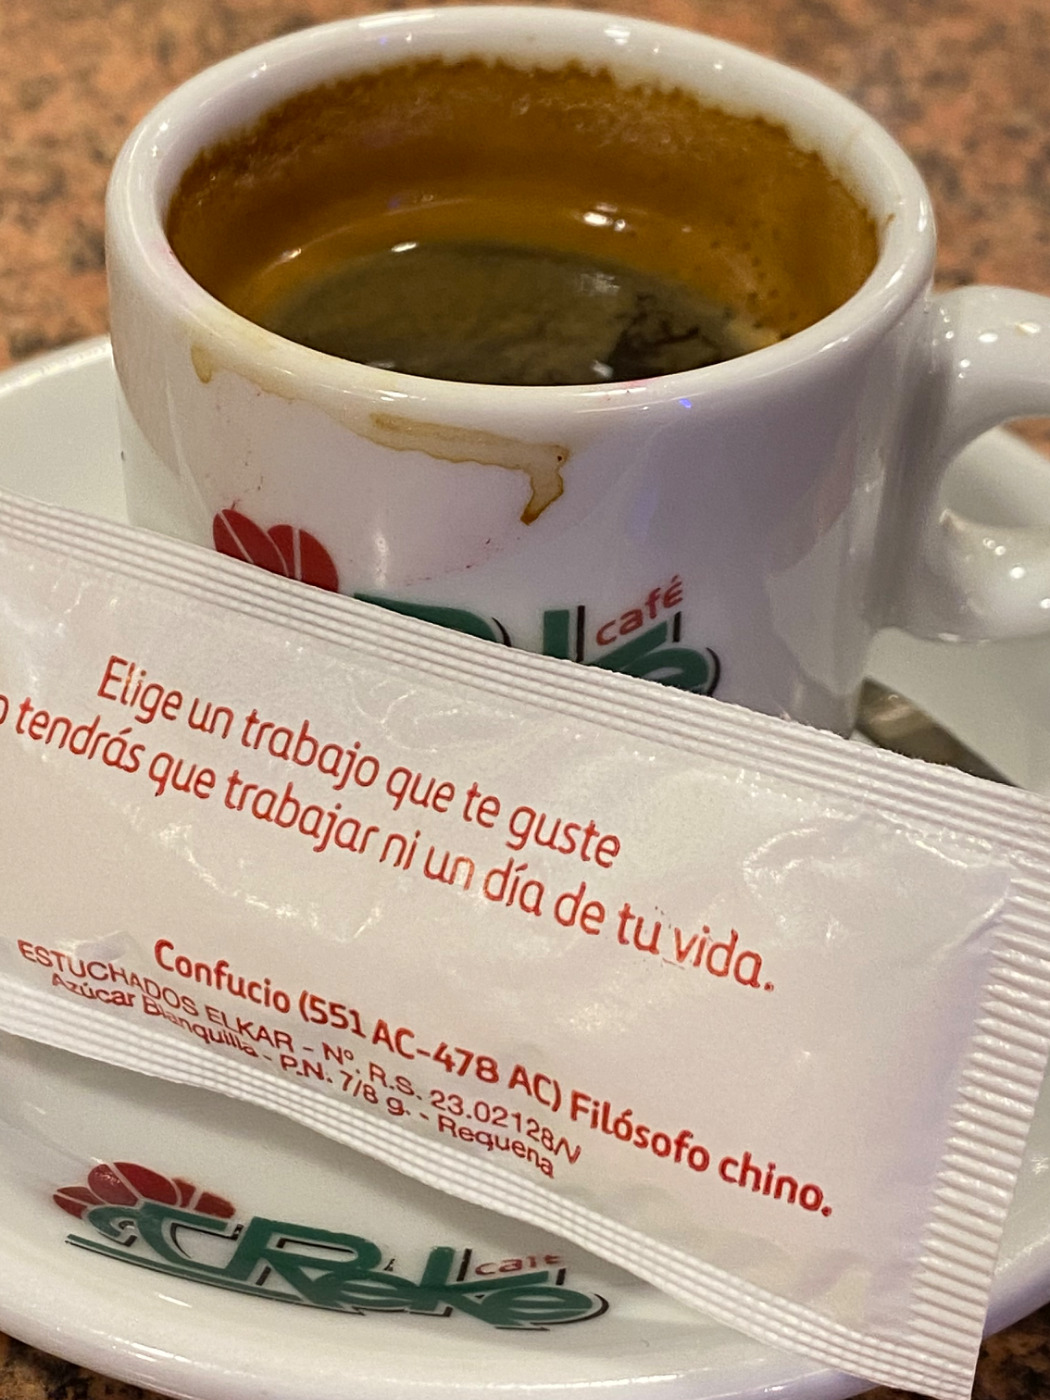 café
Elige un trabajo que te guste
o tendrás que trabajar ni un día de tu vida.
Confucio (551 AC-478 AC) Filósofo chino.
ESTUCHADOS ELKAR - Nº. R.S. 23.02128/V
Azúcar Blanquilla - P.N. 7/8 g. - Requena
café